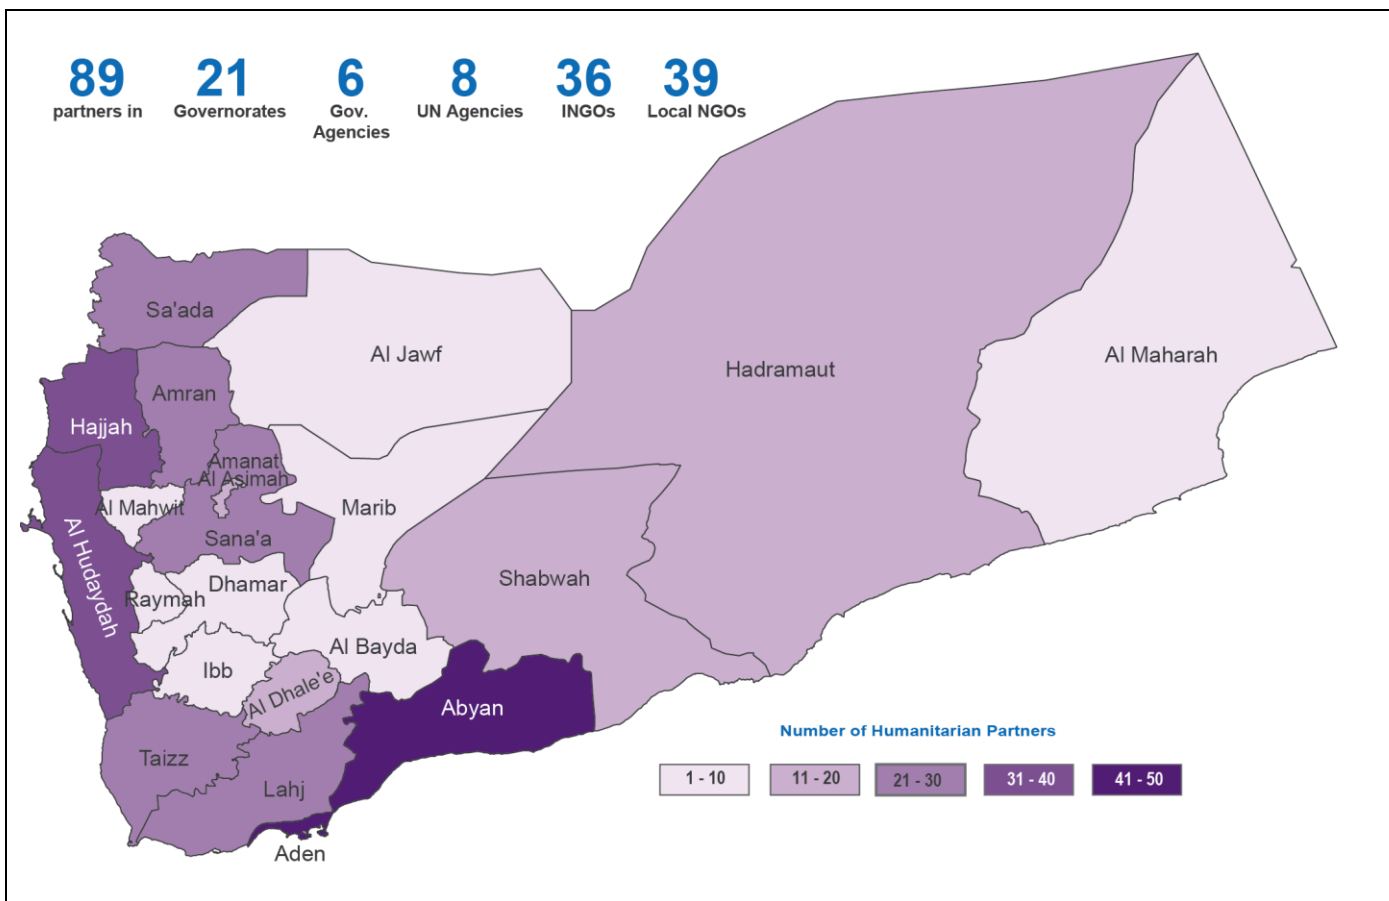 89 21 6 8 36 39
partners in Governorates Gov. UN Agencies INGOs Local NGOs
Agencies
Sa'ada
Al Jawf
Al Maharah
Hadramaut
Amran
Hajjah
Amanat
Al Asimah
Al Mahwit
Marib
Sana'a
Al Hudaydah
Shabwah
Dhamar
Raymah
Al Bayda
Ibb
Al Dhale'e
Abyan
Taizz
Lahj
Aden
Number of Humanitarian Partners
1 - 10 11 - 20 21 - 30 31 - 40 41 - 50